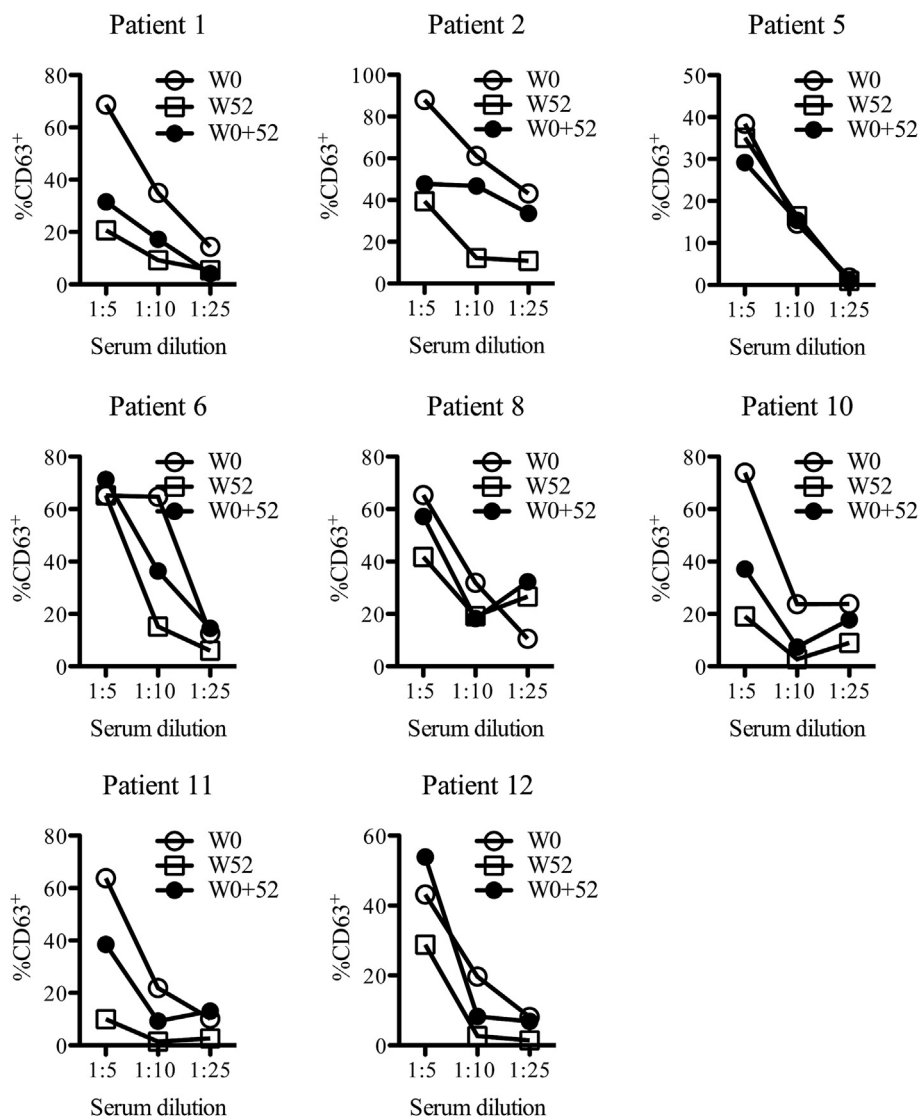 Patient 1
80
60
40
20
0
%CD63+
W0
W52
W0+52
1:5 1:10 1:25
Serum dilution
Patient 2
100
80
60
40
20
0
%CD63+
W0
W52
W0+52
1:5 1:10 1:25
Serum dilution
Patient 5
50
40
30
20
10
0
%CD63+
W0
W52
W0+52
1:5 1:10 1:25
Serum dilution
Patient 6
80
60
40
20
0
%CD63+
W0
W52
W0+52
1:5 1:10 1:25
Serum dilution
Patient 8
80
60
40
20
0
%CD63+
W0
W52
W0+52
1:5 1:10 1:25
Serum dilution
Patient 10
80
60
40
20
0
%CD63+
W0
W52
W0+52
1:5 1:10 1:25
Serum dilution
Patient 11
80
60
40
20
0
%CD63+
W0
W52
W0+52
1:5 1:10 1:25
Serum dilution
Patient 12
60
40
20
0
%CD63+
W0
W52
W0+52
1:5 1:10 1:25
Serum dilution